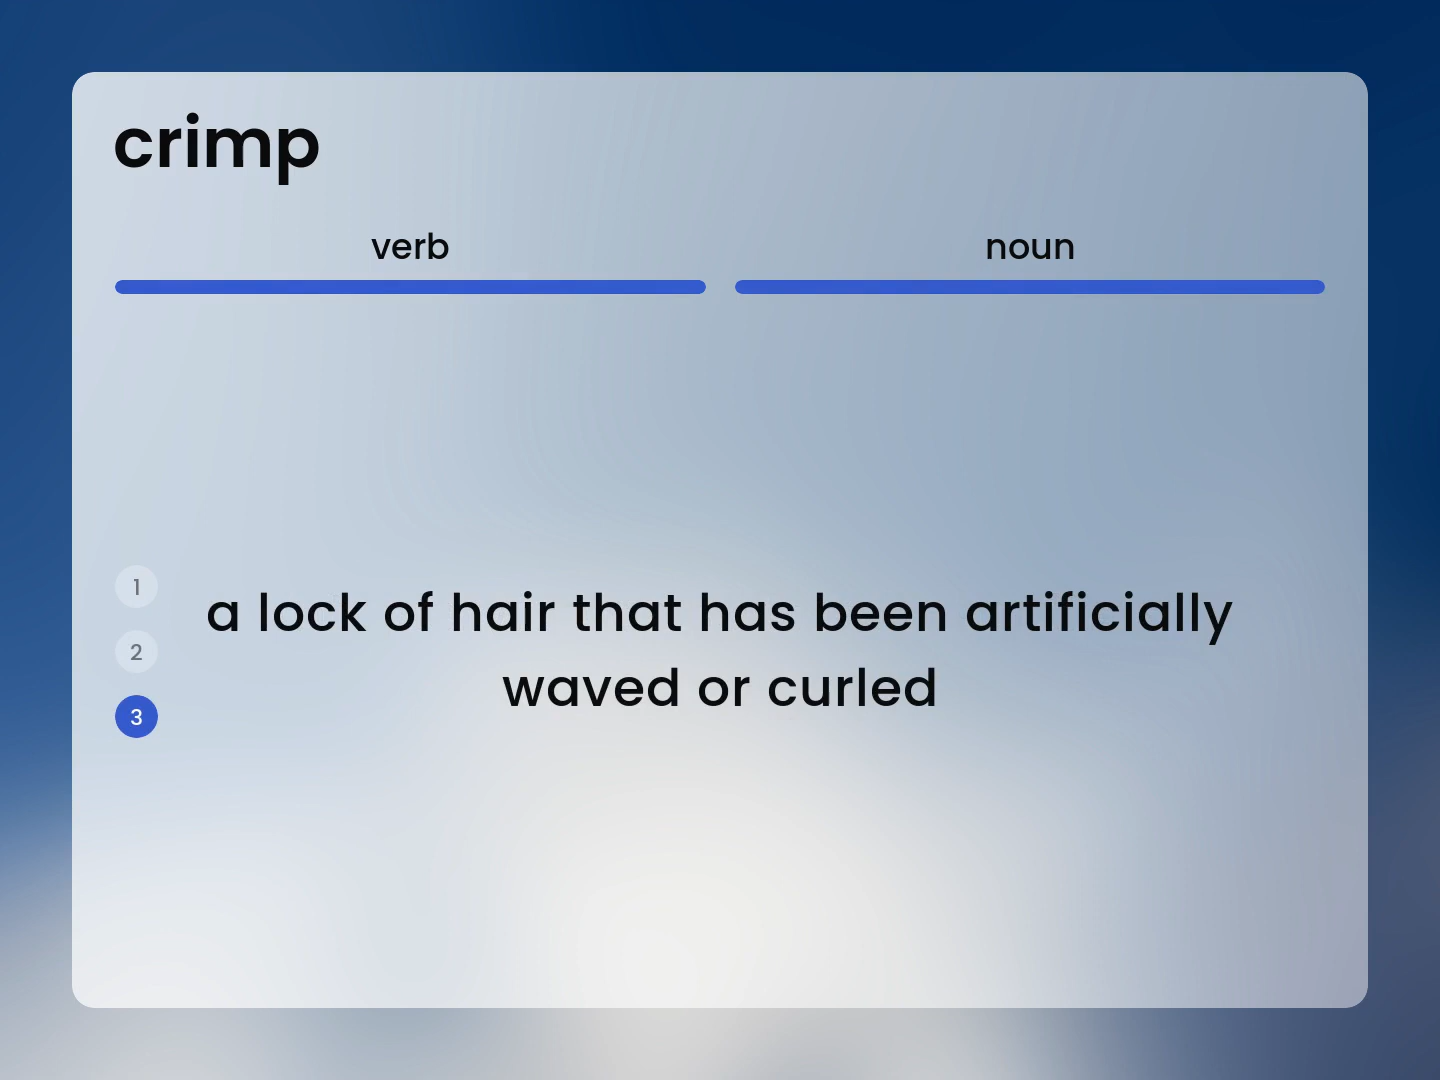 crimp
verb
noun
1
2
3
a lock of hair that has been artificially
waved or curled